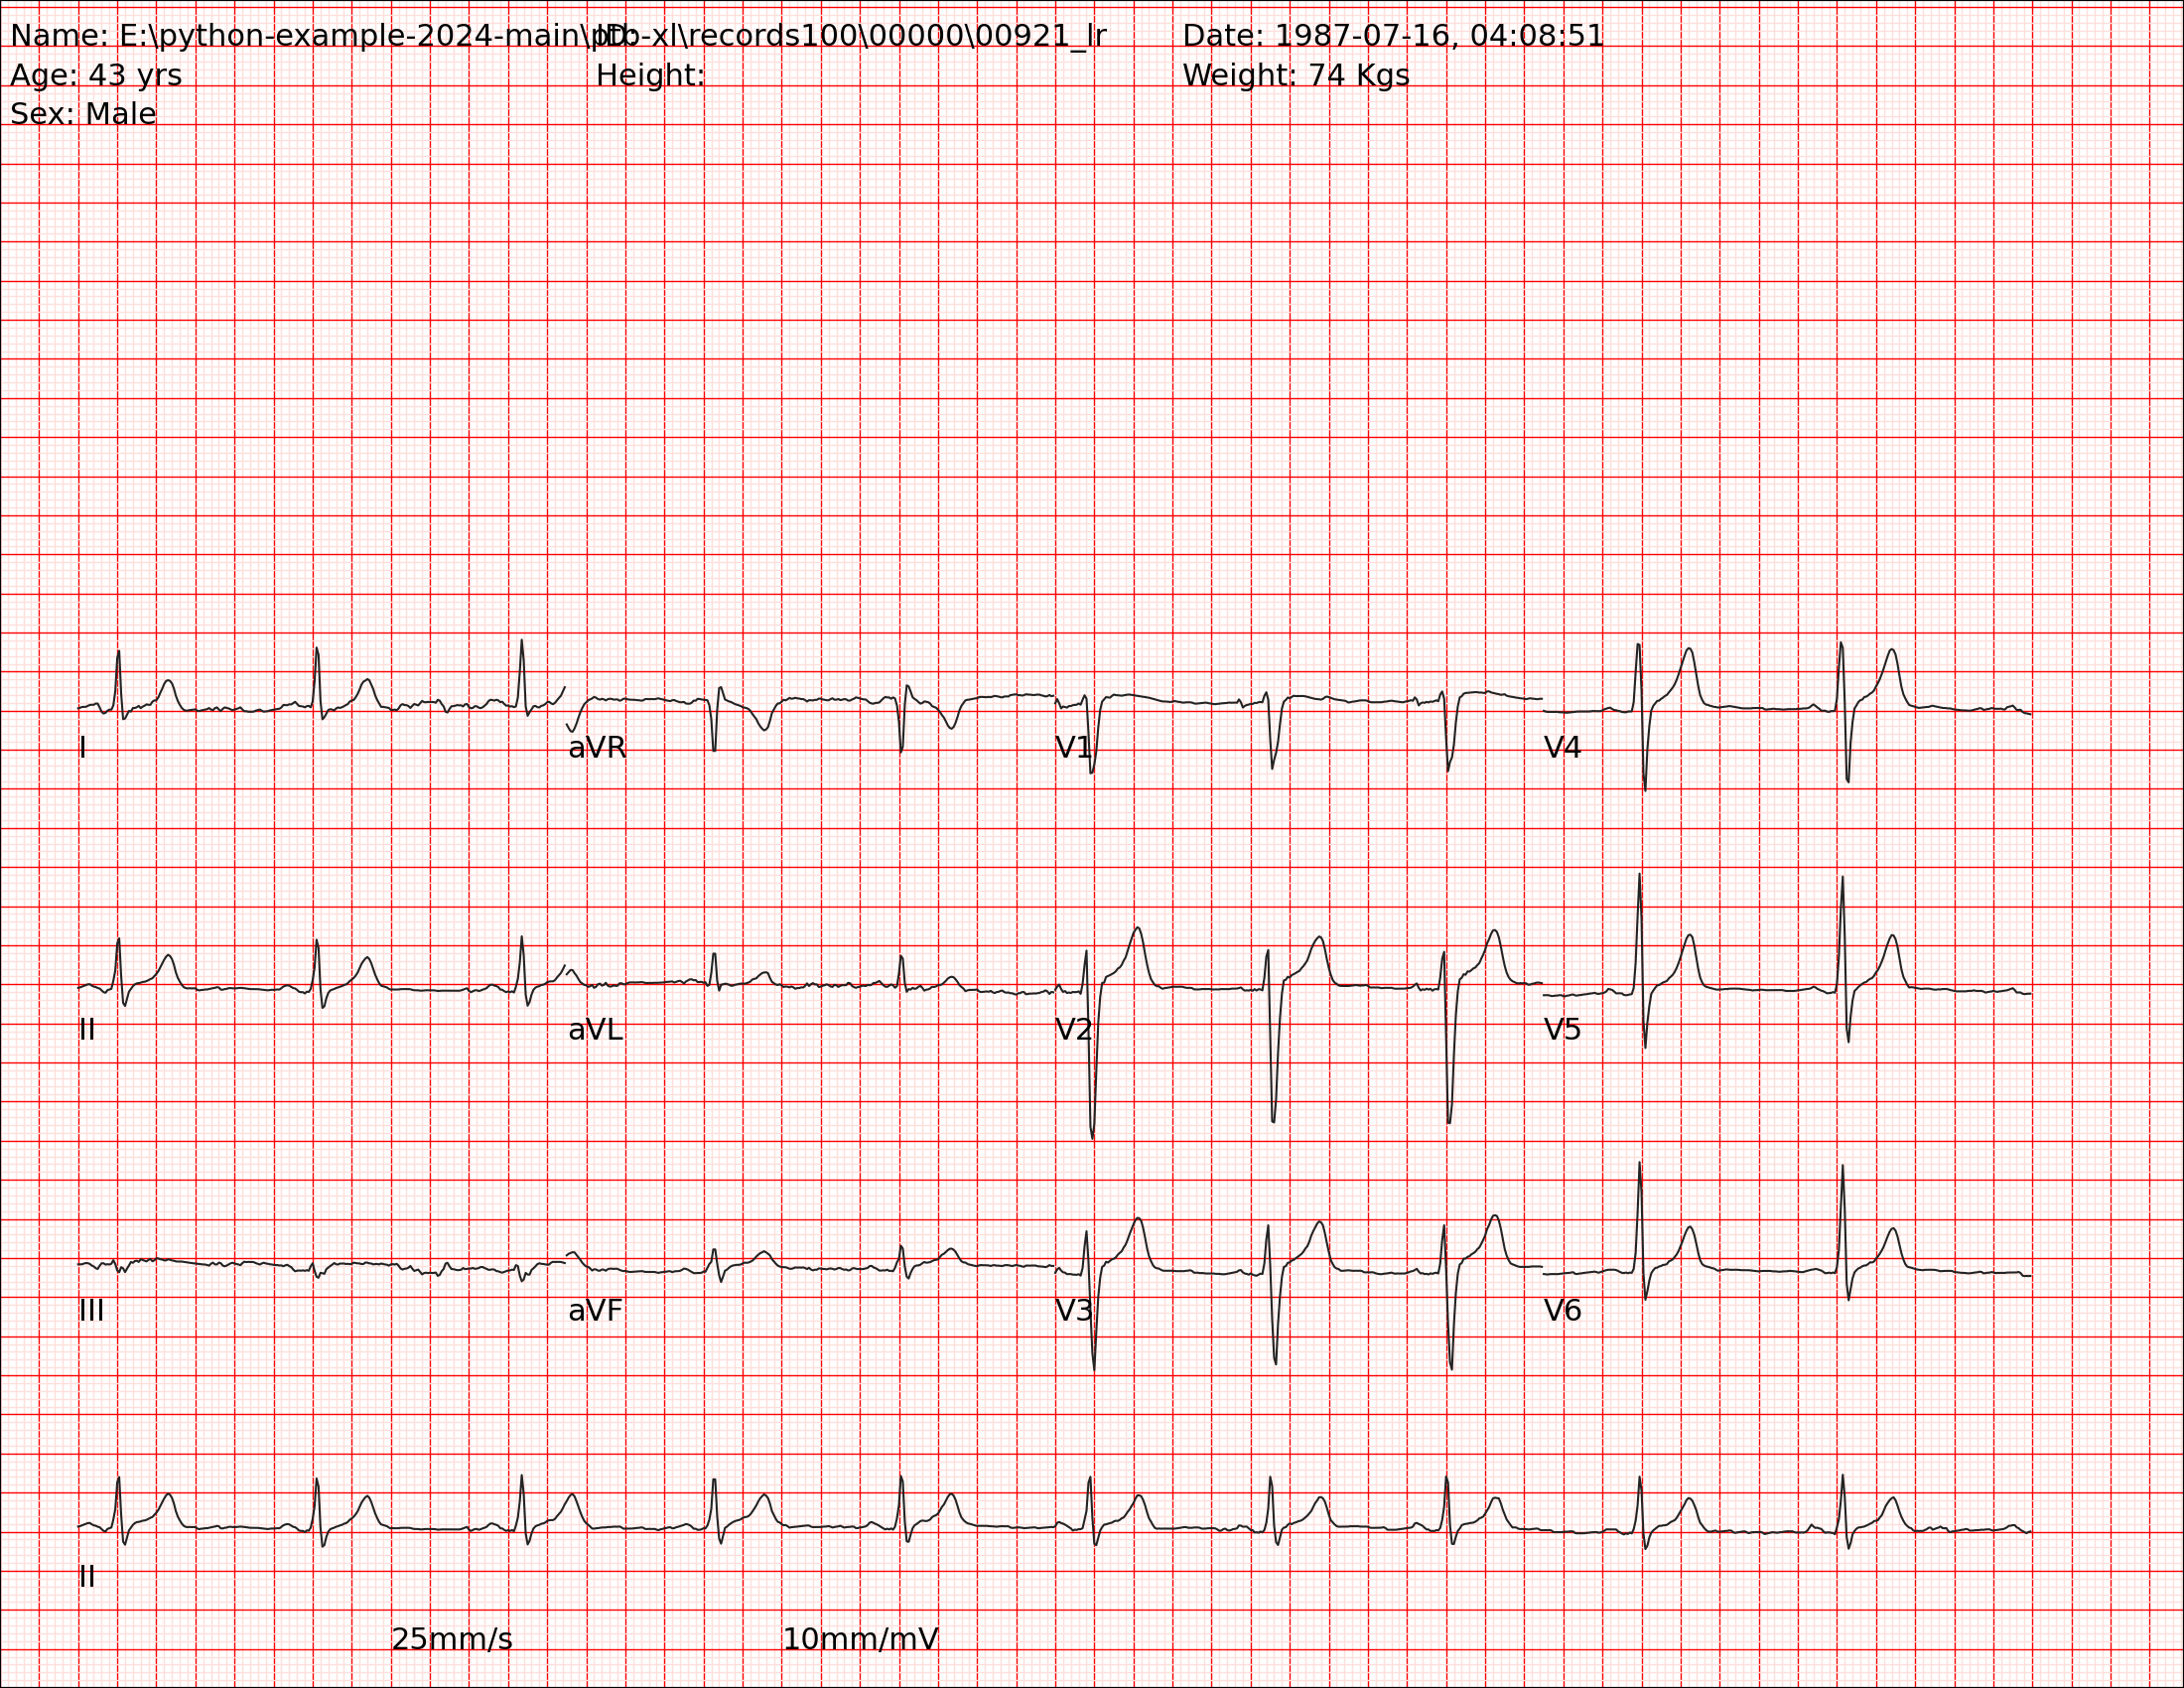 Name: E:\python-example-2024-main\ptb-xl\records100\00000\00921_lr ID: Date: 1987-07-16, 04:08:51
Age: 43 yrs Height: Weight: 74 Kgs
Sex: Male
I aVR V1 V4
II aVL V2 V5
III aVF V3 V6
II
25mm/s 10mm/mV